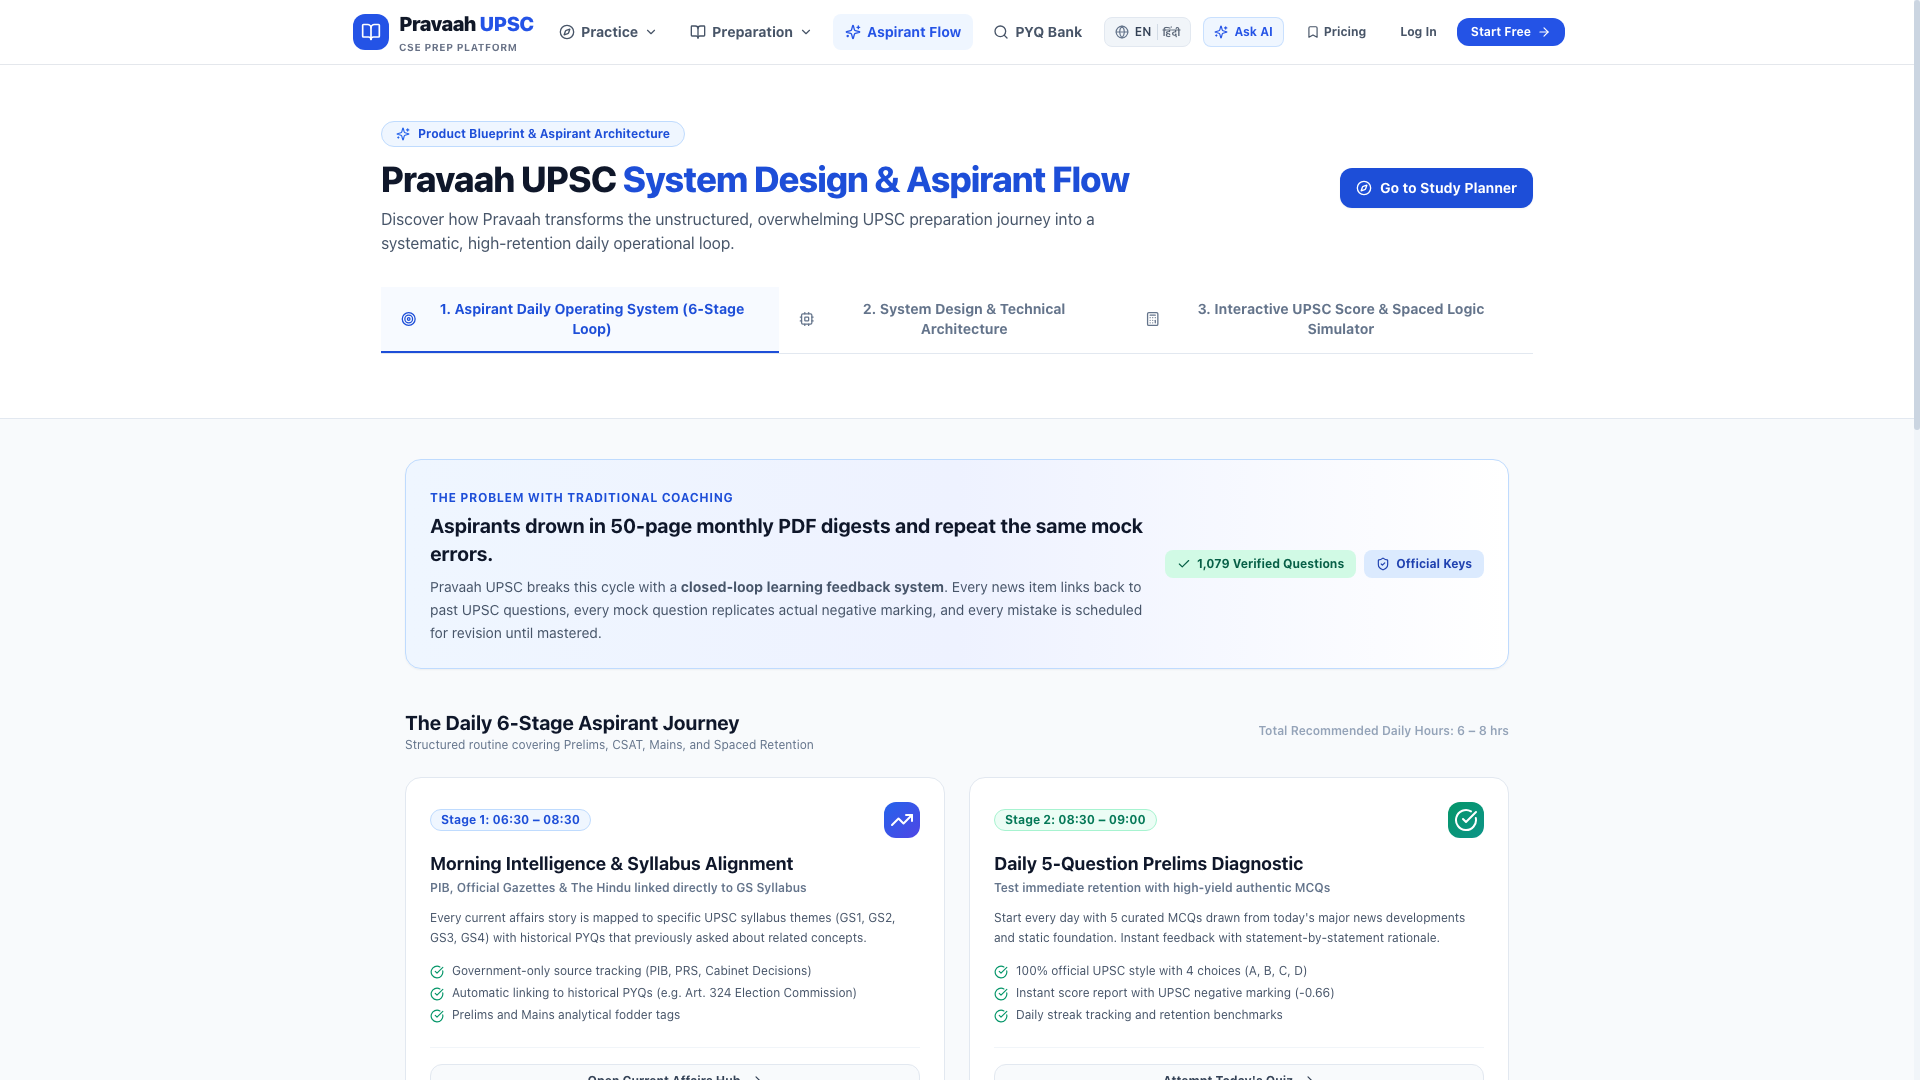 Pravaah UPSC
CSE PREP PLATFORM
Practice
Preparation
Aspirant Flow
PYQ Bank
EN
हिंदी
Ask AI
Pricing
Log In
Start Free
Product Blueprint & Aspirant Architecture
Pravaah UPSC System Design & Aspirant Flow
Discover how Pravaah transforms the unstructured, overwhelming UPSC preparation journey into a
systematic, high-retention daily operational loop.
Go to Study Planner
1. Aspirant Daily Operating System (6-Stage
Loop)
2. System Design & Technical
Architecture
3. Interactive UPSC Score & Spaced Logic
Simulator
THE PROBLEM WITH TRADITIONAL COACHING
Aspirants drown in 50-page monthly PDF digests and repeat the same mock
errors.
Pravaah UPSC breaks this cycle with a closed-loop learning feedback system. Every news item links back to
past UPSC questions, every mock question replicates actual negative marking, and every mistake is scheduled
for revision until mastered.
1,079 Verified Questions
Official Keys
The Daily 6-Stage Aspirant Journey
Structured routine covering Prelims, CSAT, Mains, and Spaced Retention
Total Recommended Daily Hours: 6 – 8 hrs
Stage 1: 06:30 – 08:30
Morning Intelligence & Syllabus Alignment
PIB, Official Gazettes & The Hindu linked directly to GS Syllabus
Every current affairs story is mapped to specific UPSC syllabus themes (GS1, GS2,
GS3, GS4) with historical PYQs that previously asked about related concepts.
Government-only source tracking (PIB, PRS, Cabinet Decisions)
Automatic linking to historical PYQs (e.g. Art. 324 Election Commission)
Prelims and Mains analytical fodder tags
Open Current Affairs Hub
Stage 2: 08:30 – 09:00
Daily 5-Question Prelims Diagnostic
Test immediate retention with high-yield authentic MCQs
Start every day with 5 curated MCQs drawn from today's major news developments
and static foundation. Instant feedback with statement-by-statement rationale.
100% official UPSC style with 4 choices (A, B, C, D)
Instant score report with UPSC negative marking (-0.66)
Daily streak tracking and retention benchmarks
Attempt Today's Quiz